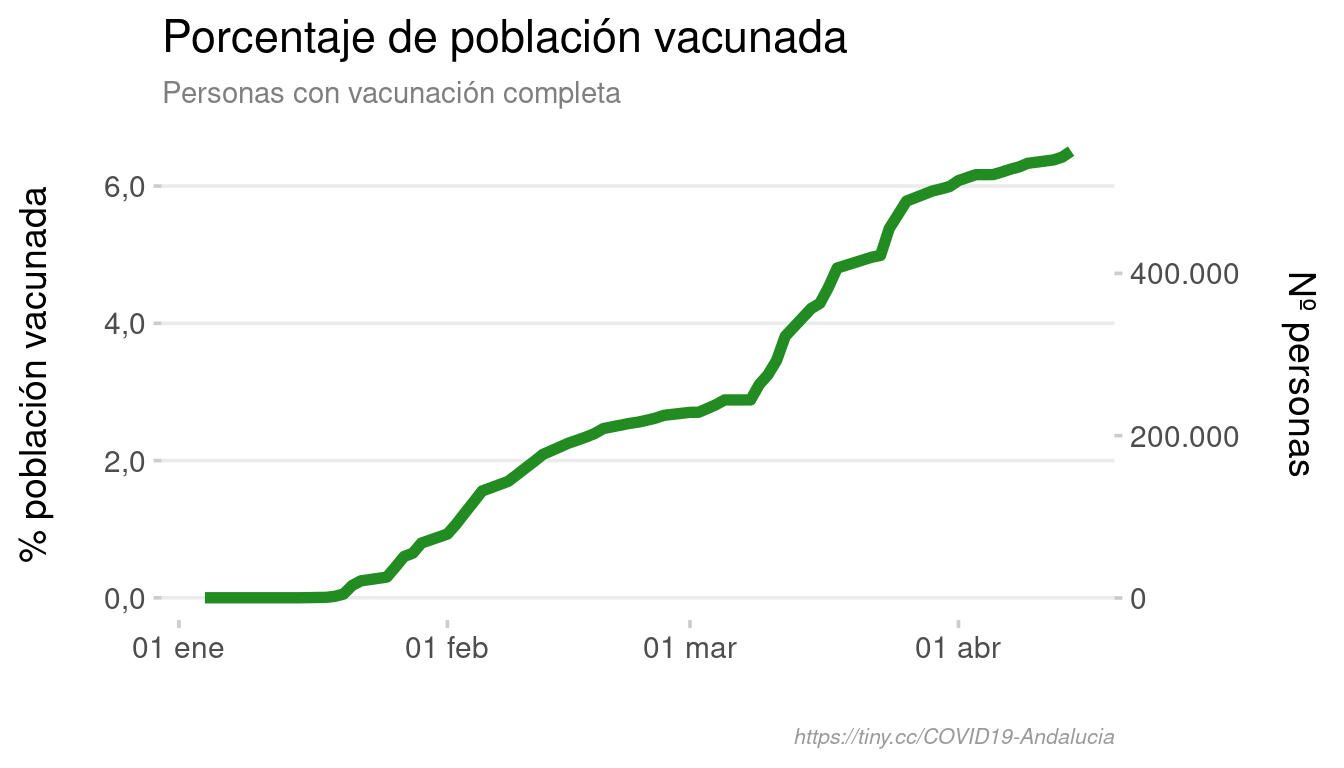 Porcentaje de población vacunada
Personas con vacunación completa
% población vacunada
6,0
4,0
2,0
0,0
400.000
200.000
0
Nº personas
01 ene
01 feb
01 mar
01 abr
https://tiny.cc/COVID19-Andalucia